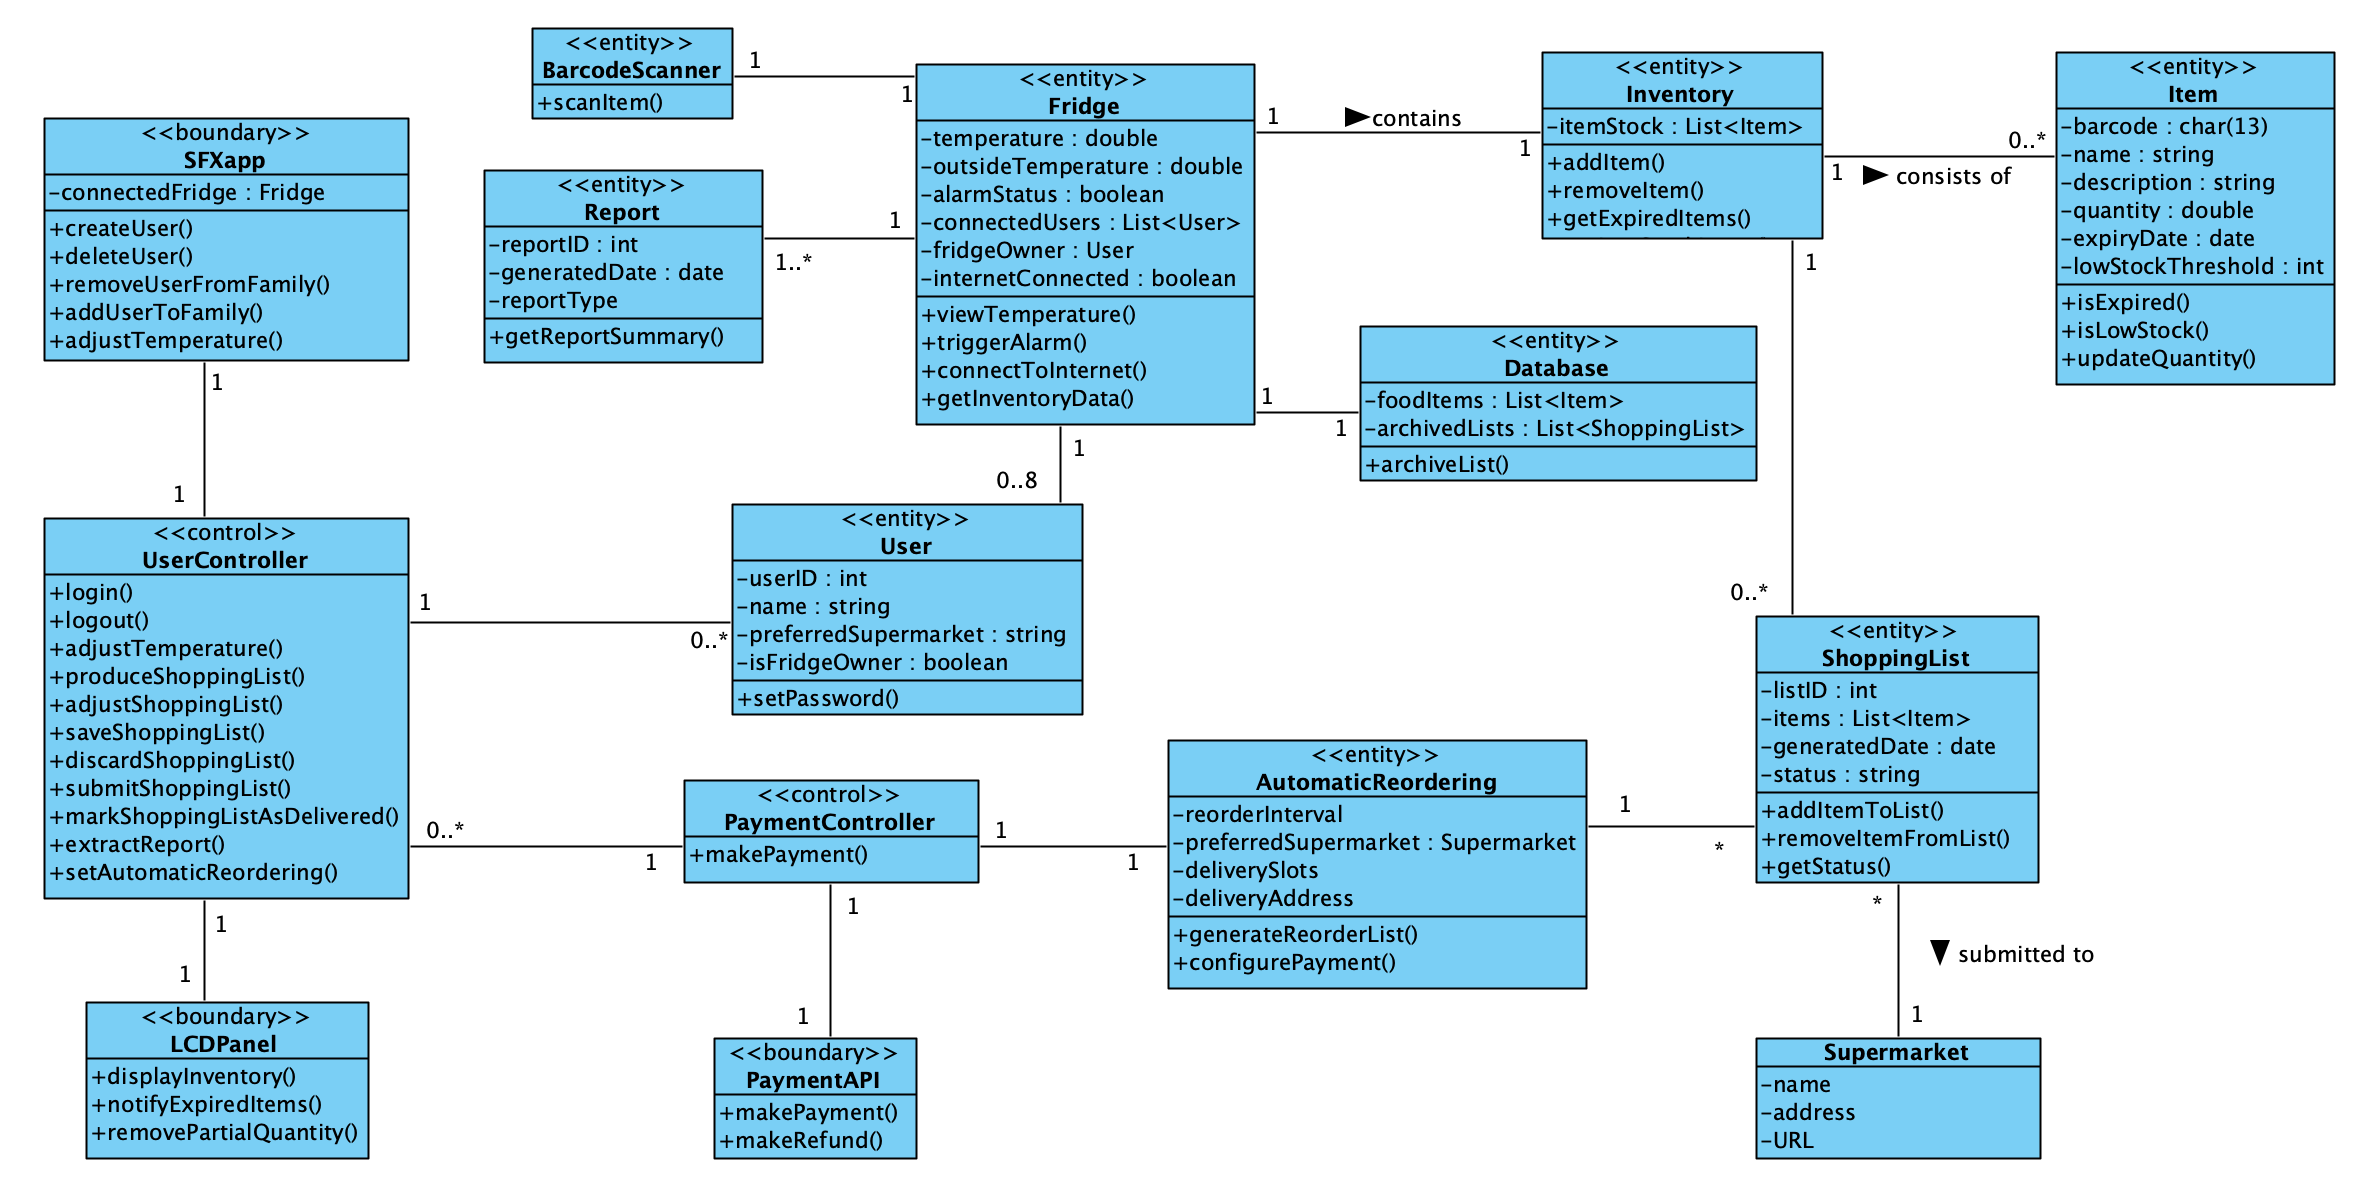 <<entity>>
BarcodeScanner
+scanItem()
1
1
<<entity>>
Fridge
-temperature : double
-outsideTemperature : double
-alarmStatus : boolean
-connectedUsers : List<User>
-fridgeOwner : User
-internetConnected : boolean
+viewTemperature()
+triggerAlarm()
+connectToInternet()
+getInventoryData()
1
contains
1
<<entity>>
Inventory
-itemStock : List<Item>
+addItem()
+removeItem()
+getExpiredItems()
0..*
1
consists of
<<entity>>
Item
-barcode : char(13)
-name : string
-description : string
-quantity : double
-expiryDate : date
-lowStockThreshold : int
+isExpired()
+isLowStock()
+updateQuantity()
<<boundary>>
SFXapp
-connectedFridge : Fridge
+createUser()
+deleteUser()
+removeUserFromFamily()
+addUserToFamily()
+adjustTemperature()
<<entity>>
Report
-reportID : int
-generatedDate : date
-reportType
+getReportSummary()
1
1..*
1
<<entity>>
Database
-foodItems : List<Item>
-archivedLists : List<ShoppingList>
+archiveList()
1
1
1
1
1
0..8
<<control>>
UserController
+login()
+logout()
+adjustTemperature()
+produceShoppingList()
+adjustShoppingList()
+saveShoppingList()
+discardShoppingList()
+submitShoppingList()
+markShoppingListAsDelivered()
+extractReport()
+setAutomaticReordering()
1
0..*
<<entity>>
User
-userID : int
-name : string
-preferredSupermarket : string
-isFridgeOwner : boolean
+setPassword()
0..*
<<entity>>
ShoppingList
-listID : int
-items : List<Item>
-generatedDate : date
-status : string
+addItemToList()
+removeItemFromList()
+getStatus()
0..*
1
<<control>>
PaymentController
+makePayment()
1
1
<<entity>>
AutomaticReordering
-reorderInterval
-preferredSupermarket : Supermarket
-deliverySlots
-deliveryAddress
+generateReorderList()
+configurePayment()
1
*
1
1
<<boundary>>
LCDPanel
+displayInventory()
+notifyExpiredItems()
+removePartialQuantity()
1
1
<<boundary>>
PaymentAPI
+makePayment()
+makeRefund()
*
submitted to
1
Supermarket
-name
-address
-URL